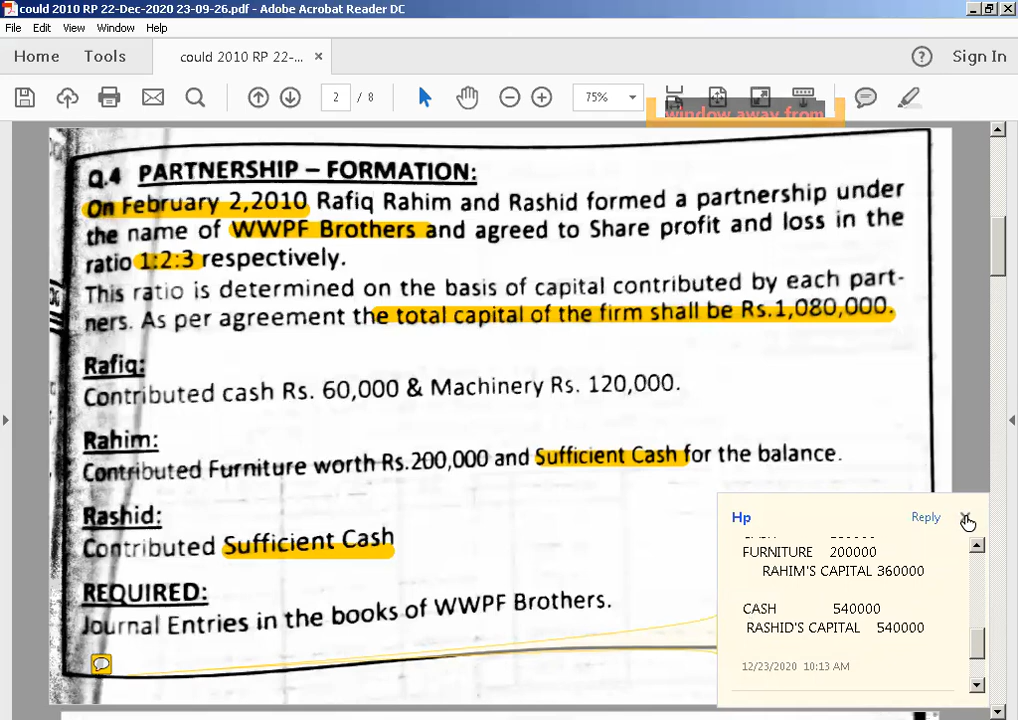 could 2010 RP 22-Dec-2020 23-09-26.pdf - Adobe Acrobat Reader DC
File Edit View Window Help
Home Tools could 2010 RP 22-... × Sign In
2 / 8 75%
window away from
Q.4 PARTNERSHIP – FORMATION:
On February 2,2010 Rafiq Rahim and Rashid formed a partnership under
the name of WWPF Brothers and agreed to Share profit and loss in the
ratio 1:2:3 respectively.
This ratio is determined on the basis of capital contributed by each part-
ners. As per agreement the total capital of the firm shall be Rs.1,080,000.
Rafiq:
Contributed cash Rs. 60,000 & Machinery Rs. 120,000.
Rahim:
Contributed Furniture worth Rs.200,000 and Sufficient Cash for the balance.
Rashid:
Contributed Sufficient Cash
REQUIRED:
Journal Entries in the books of WWPF Brothers.
Hp Reply
FURNITURE 200000
RAHIM'S CAPITAL 360000
CASH 540000
RASHID'S CAPITAL 540000
12/23/2020 10:13 AM